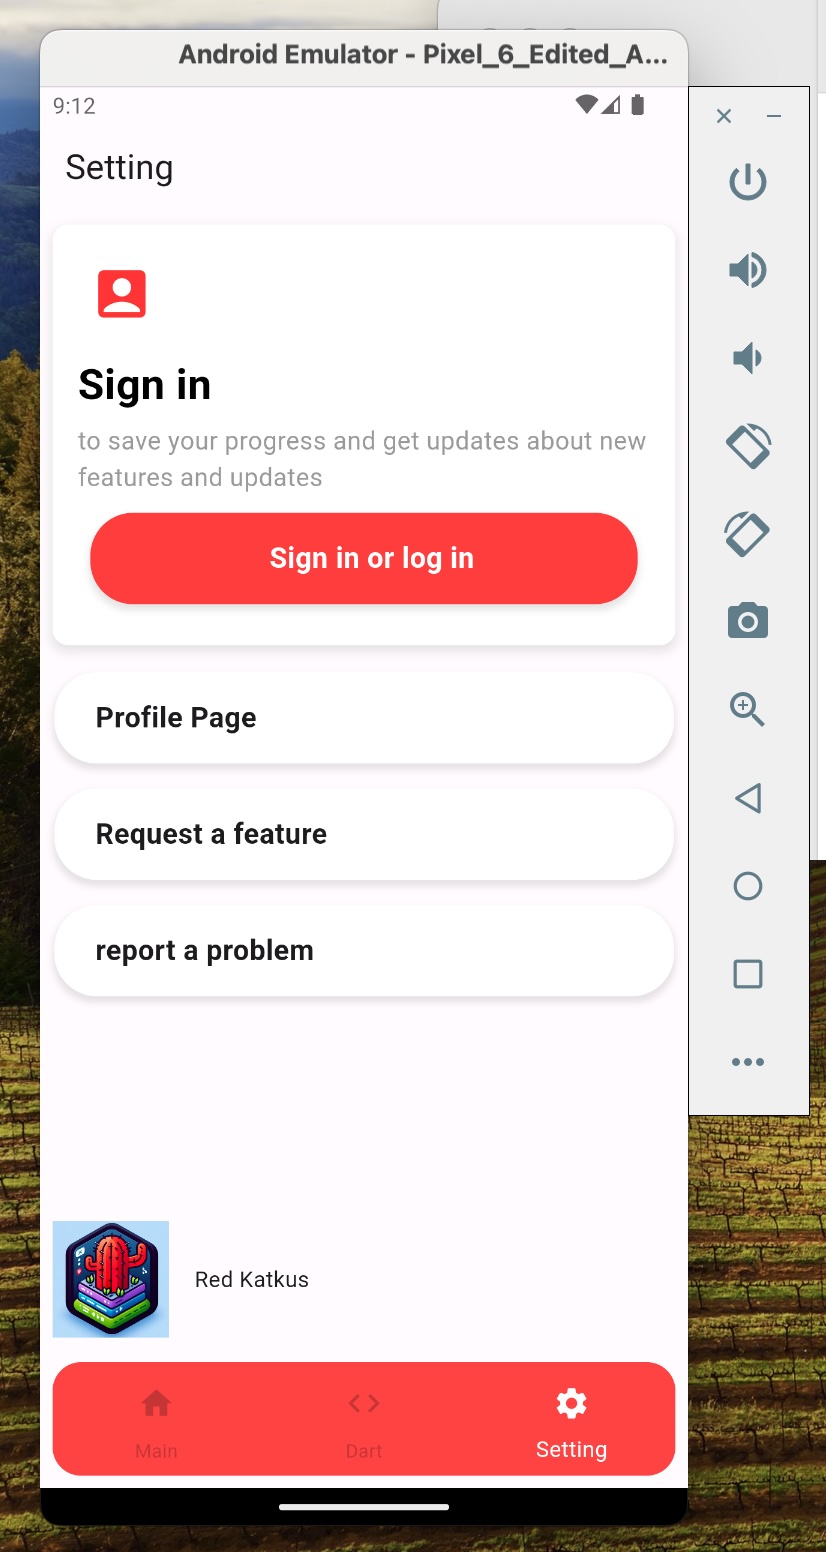 Android Emulator - Pixel_6_Edited_A...
9:12
Setting
Sign in
to save your progress and get updates about new
features and updates
Sign in or log in
Profile Page
Request a feature
report a problem
Red Katkus
Main
Dart
Setting